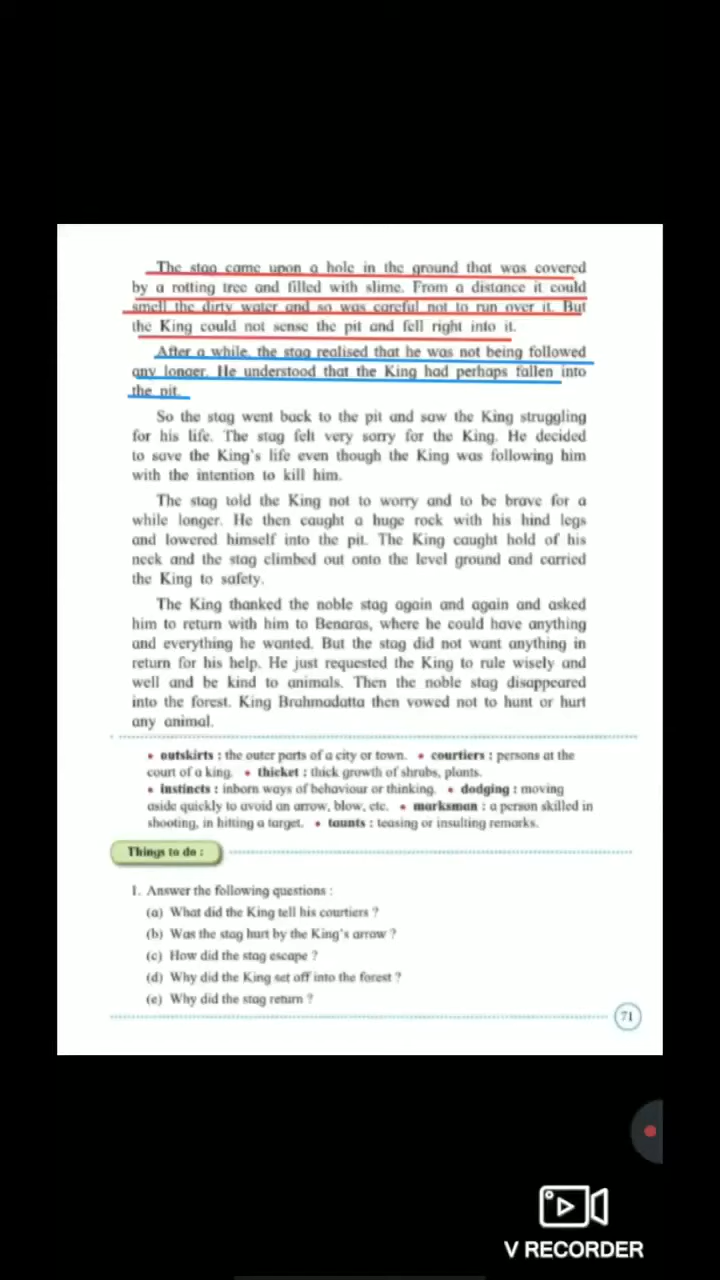 The stag came upon a hole in the ground that was covered
by a rotting tree and filled with slime. From a distance it could
smell the dirty water and so was careful not to run over it. But
the King could not sense the pit and fell right into it.
After a while, the stag realised that he was not being followed
any longer. He understood that the King had perhaps fallen into
the pit.
So the stag went back to the pit and saw the King struggling
for his life. The stag felt very sorry for the King. He decided
to save the King's life even though the King was following him
with the intention to kill him.
The stag told the King not to worry and to be brave for a
while longer. He then caught a huge rock with his hind legs
and lowered himself into the pit. The King caught hold of his
neck and the stag climbed out onto the level ground and carried
the King to safety.
The King thanked the noble stag again and again and asked
him to return with him to Benaras, where he could have anything
and everything he wanted. But the stag did not want anything in
return for his help. He just requested the King to rule wisely and
well and be kind to animals. Then the noble stag disappeared
into the forest. King Brahmadatta then vowed not to hunt or hurt
any animal.
• outskirts : the outer parts of a city or town. • courtiers : persons at the
court of a king. • thicket : thick growth of shrubs, plants.
• instincts : inborn ways of behaviour or thinking. • dodging : moving
aside quickly to avoid an arrow, blow, etc. • marksman : a person skilled in
shooting, in hitting a target. • taunts : teasing or insulting remarks.
Things to do :
1. Answer the following questions :
(a) What did the King tell his courtiers ?
(b) Was the stag hurt by the King's arrow ?
(c) How did the stag escape ?
(d) Why did the King set off into the forest ?
(e) Why did the stag return ?
71
V RECORDER